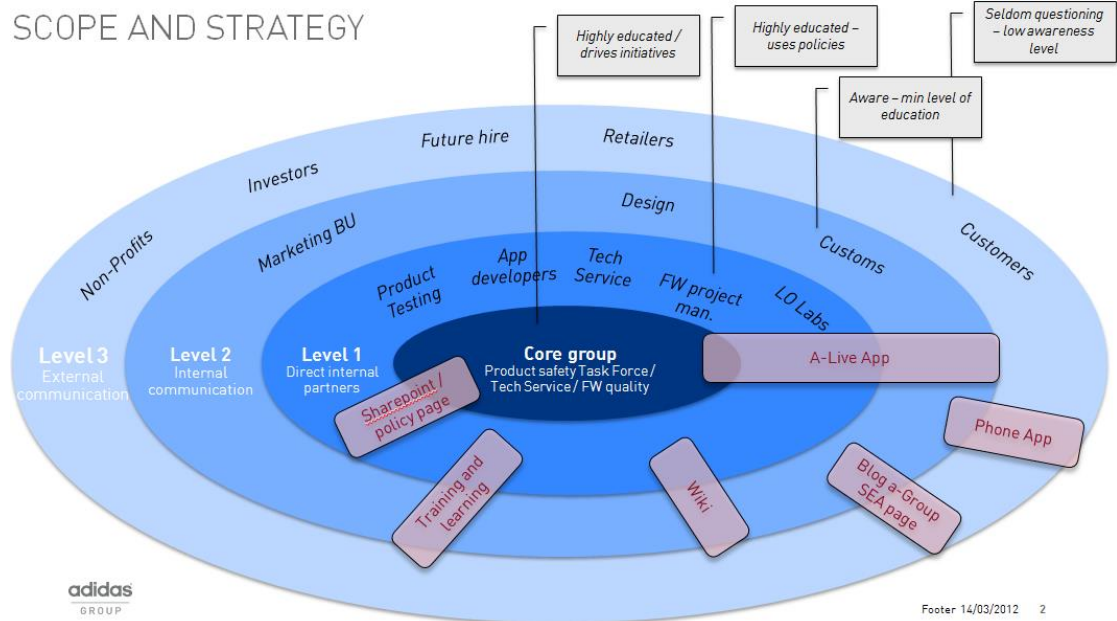 SCOPE AND STRATEGY
Highly educated /
drives initiatives
Highly educated –
uses policies
Seldom questioning
– low awareness
level
Aware – min level of
education
Future hire
Retailers
Investors
Non-Profits
Marketing BU
Design
Customs
Customers
Product
Testing
App
developers
Tech
Service
FW project
man.
LO Labs
Level 3
External
communication
Level 2
Internal
communication
Level 1
Direct internal
partners
Core group
Product safety Task Force /
Tech Service / FW quality
A-Live App
Sharepoint /
policy page
Training and
learning
Wiki
Blog a-Group
SEA page
Phone App
adidas
GROUP
Footer 14/03/2012 2